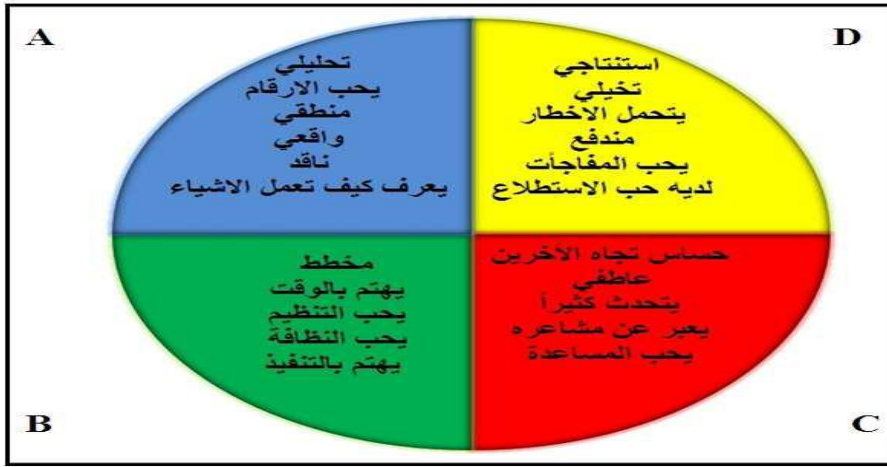 A
تحليلي
يحب الارقام
منطقي
واقعي
ناقد
يعرف كيف تعمل الاشياء
D
استنتاجي
تخيلي
يتحمل الاخطار
مندفع
يحب المفاجأت
لديه حب الاستطلاع
B
مخطط
يهتم بالوقت
يحب التنظيم
يحب النظافة
يهتم بالتنفيذ
C
حساس تجاه الآخرين
عاطفي
يتحدث كثيراً
يعبر عن مشاعره
يحب المساعدة